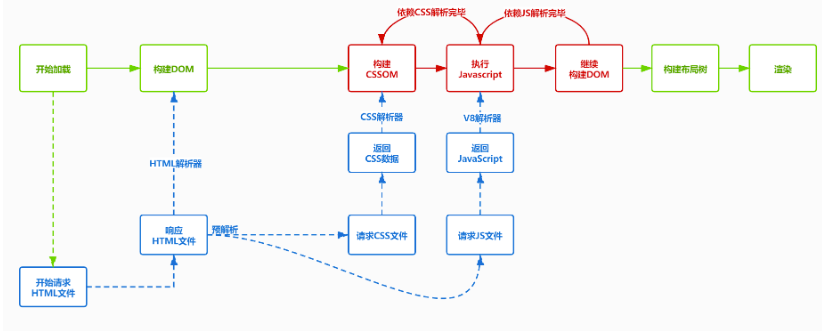 依赖CSS解析完毕
依赖JS解析完毕
开始加载
构建DOM
构建
CSSOM
执行
Javascript
继续
构建DOM
构建布局树
渲染
CSS解析器
V8解析器
HTML解析器
返回
CSS数据
返回
JavaScript
响应
HTML文件
预解析
请求CSS文件
请求JS文件
开始请求
HTML文件